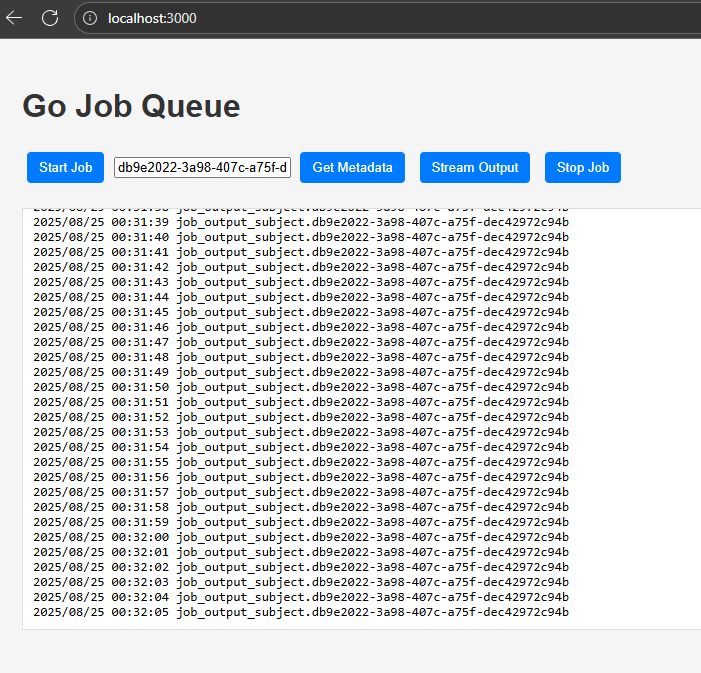 localhost:3000
Go Job Queue
Start Job db9e2022-3a98-407c-a75f-d Get Metadata Stream Output Stop Job
2025/08/25 00:31:38 job_output_subject.db9e2022-3a98-407c-a75f-dec42972c94b
2025/08/25 00:31:39 job_output_subject.db9e2022-3a98-407c-a75f-dec42972c94b
2025/08/25 00:31:40 job_output_subject.db9e2022-3a98-407c-a75f-dec42972c94b
2025/08/25 00:31:41 job_output_subject.db9e2022-3a98-407c-a75f-dec42972c94b
2025/08/25 00:31:42 job_output_subject.db9e2022-3a98-407c-a75f-dec42972c94b
2025/08/25 00:31:43 job_output_subject.db9e2022-3a98-407c-a75f-dec42972c94b
2025/08/25 00:31:44 job_output_subject.db9e2022-3a98-407c-a75f-dec42972c94b
2025/08/25 00:31:45 job_output_subject.db9e2022-3a98-407c-a75f-dec42972c94b
2025/08/25 00:31:46 job_output_subject.db9e2022-3a98-407c-a75f-dec42972c94b
2025/08/25 00:31:47 job_output_subject.db9e2022-3a98-407c-a75f-dec42972c94b
2025/08/25 00:31:48 job_output_subject.db9e2022-3a98-407c-a75f-dec42972c94b
2025/08/25 00:31:49 job_output_subject.db9e2022-3a98-407c-a75f-dec42972c94b
2025/08/25 00:31:50 job_output_subject.db9e2022-3a98-407c-a75f-dec42972c94b
2025/08/25 00:31:51 job_output_subject.db9e2022-3a98-407c-a75f-dec42972c94b
2025/08/25 00:31:52 job_output_subject.db9e2022-3a98-407c-a75f-dec42972c94b
2025/08/25 00:31:53 job_output_subject.db9e2022-3a98-407c-a75f-dec42972c94b
2025/08/25 00:31:54 job_output_subject.db9e2022-3a98-407c-a75f-dec42972c94b
2025/08/25 00:31:55 job_output_subject.db9e2022-3a98-407c-a75f-dec42972c94b
2025/08/25 00:31:56 job_output_subject.db9e2022-3a98-407c-a75f-dec42972c94b
2025/08/25 00:31:57 job_output_subject.db9e2022-3a98-407c-a75f-dec42972c94b
2025/08/25 00:31:58 job_output_subject.db9e2022-3a98-407c-a75f-dec42972c94b
2025/08/25 00:31:59 job_output_subject.db9e2022-3a98-407c-a75f-dec42972c94b
2025/08/25 00:32:00 job_output_subject.db9e2022-3a98-407c-a75f-dec42972c94b
2025/08/25 00:32:01 job_output_subject.db9e2022-3a98-407c-a75f-dec42972c94b
2025/08/25 00:32:02 job_output_subject.db9e2022-3a98-407c-a75f-dec42972c94b
2025/08/25 00:32:03 job_output_subject.db9e2022-3a98-407c-a75f-dec42972c94b
2025/08/25 00:32:04 job_output_subject.db9e2022-3a98-407c-a75f-dec42972c94b
2025/08/25 00:32:05 job_output_subject.db9e2022-3a98-407c-a75f-dec42972c94b